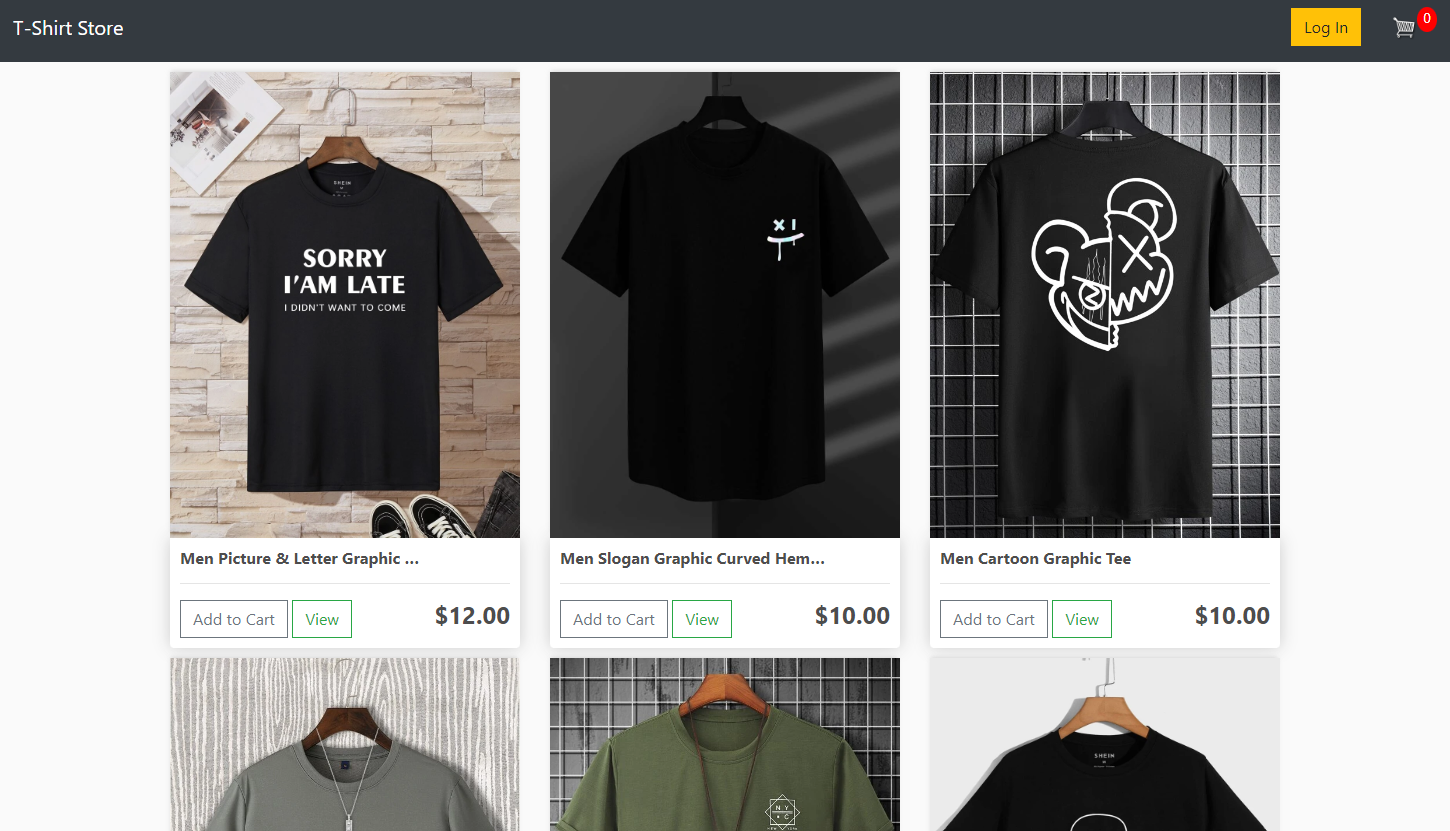 T-Shirt Store
Log In
0
SHEIN
M
SORRY
I'AM LATE
I DIDN'T WANT TO COME
X I
Men Picture & Letter Graphic ...
Men Slogan Graphic Curved Hem...
Men Cartoon Graphic Tee
Add to Cart
View
$12.00
Add to Cart
View
$10.00
Add to Cart
View
$10.00
N Y
C
NEW YORK
SHEIN
M